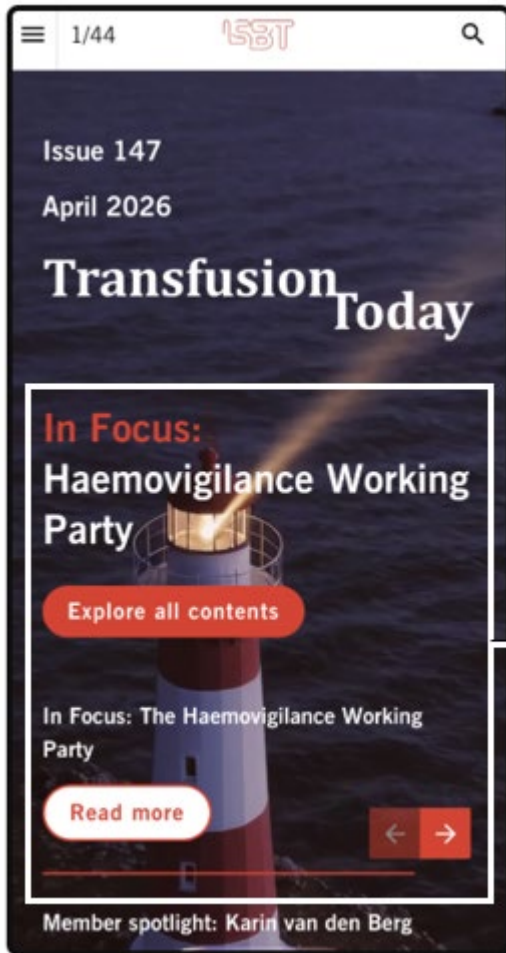 1/44
ISBT
Issue 147
April 2026
Transfusion
Today
In Focus:
Haemovigilance Working
Party
Explore all contents
In Focus: The Haemovigilance Working
Party
Read more
Member spotlight: Karin van den Berg